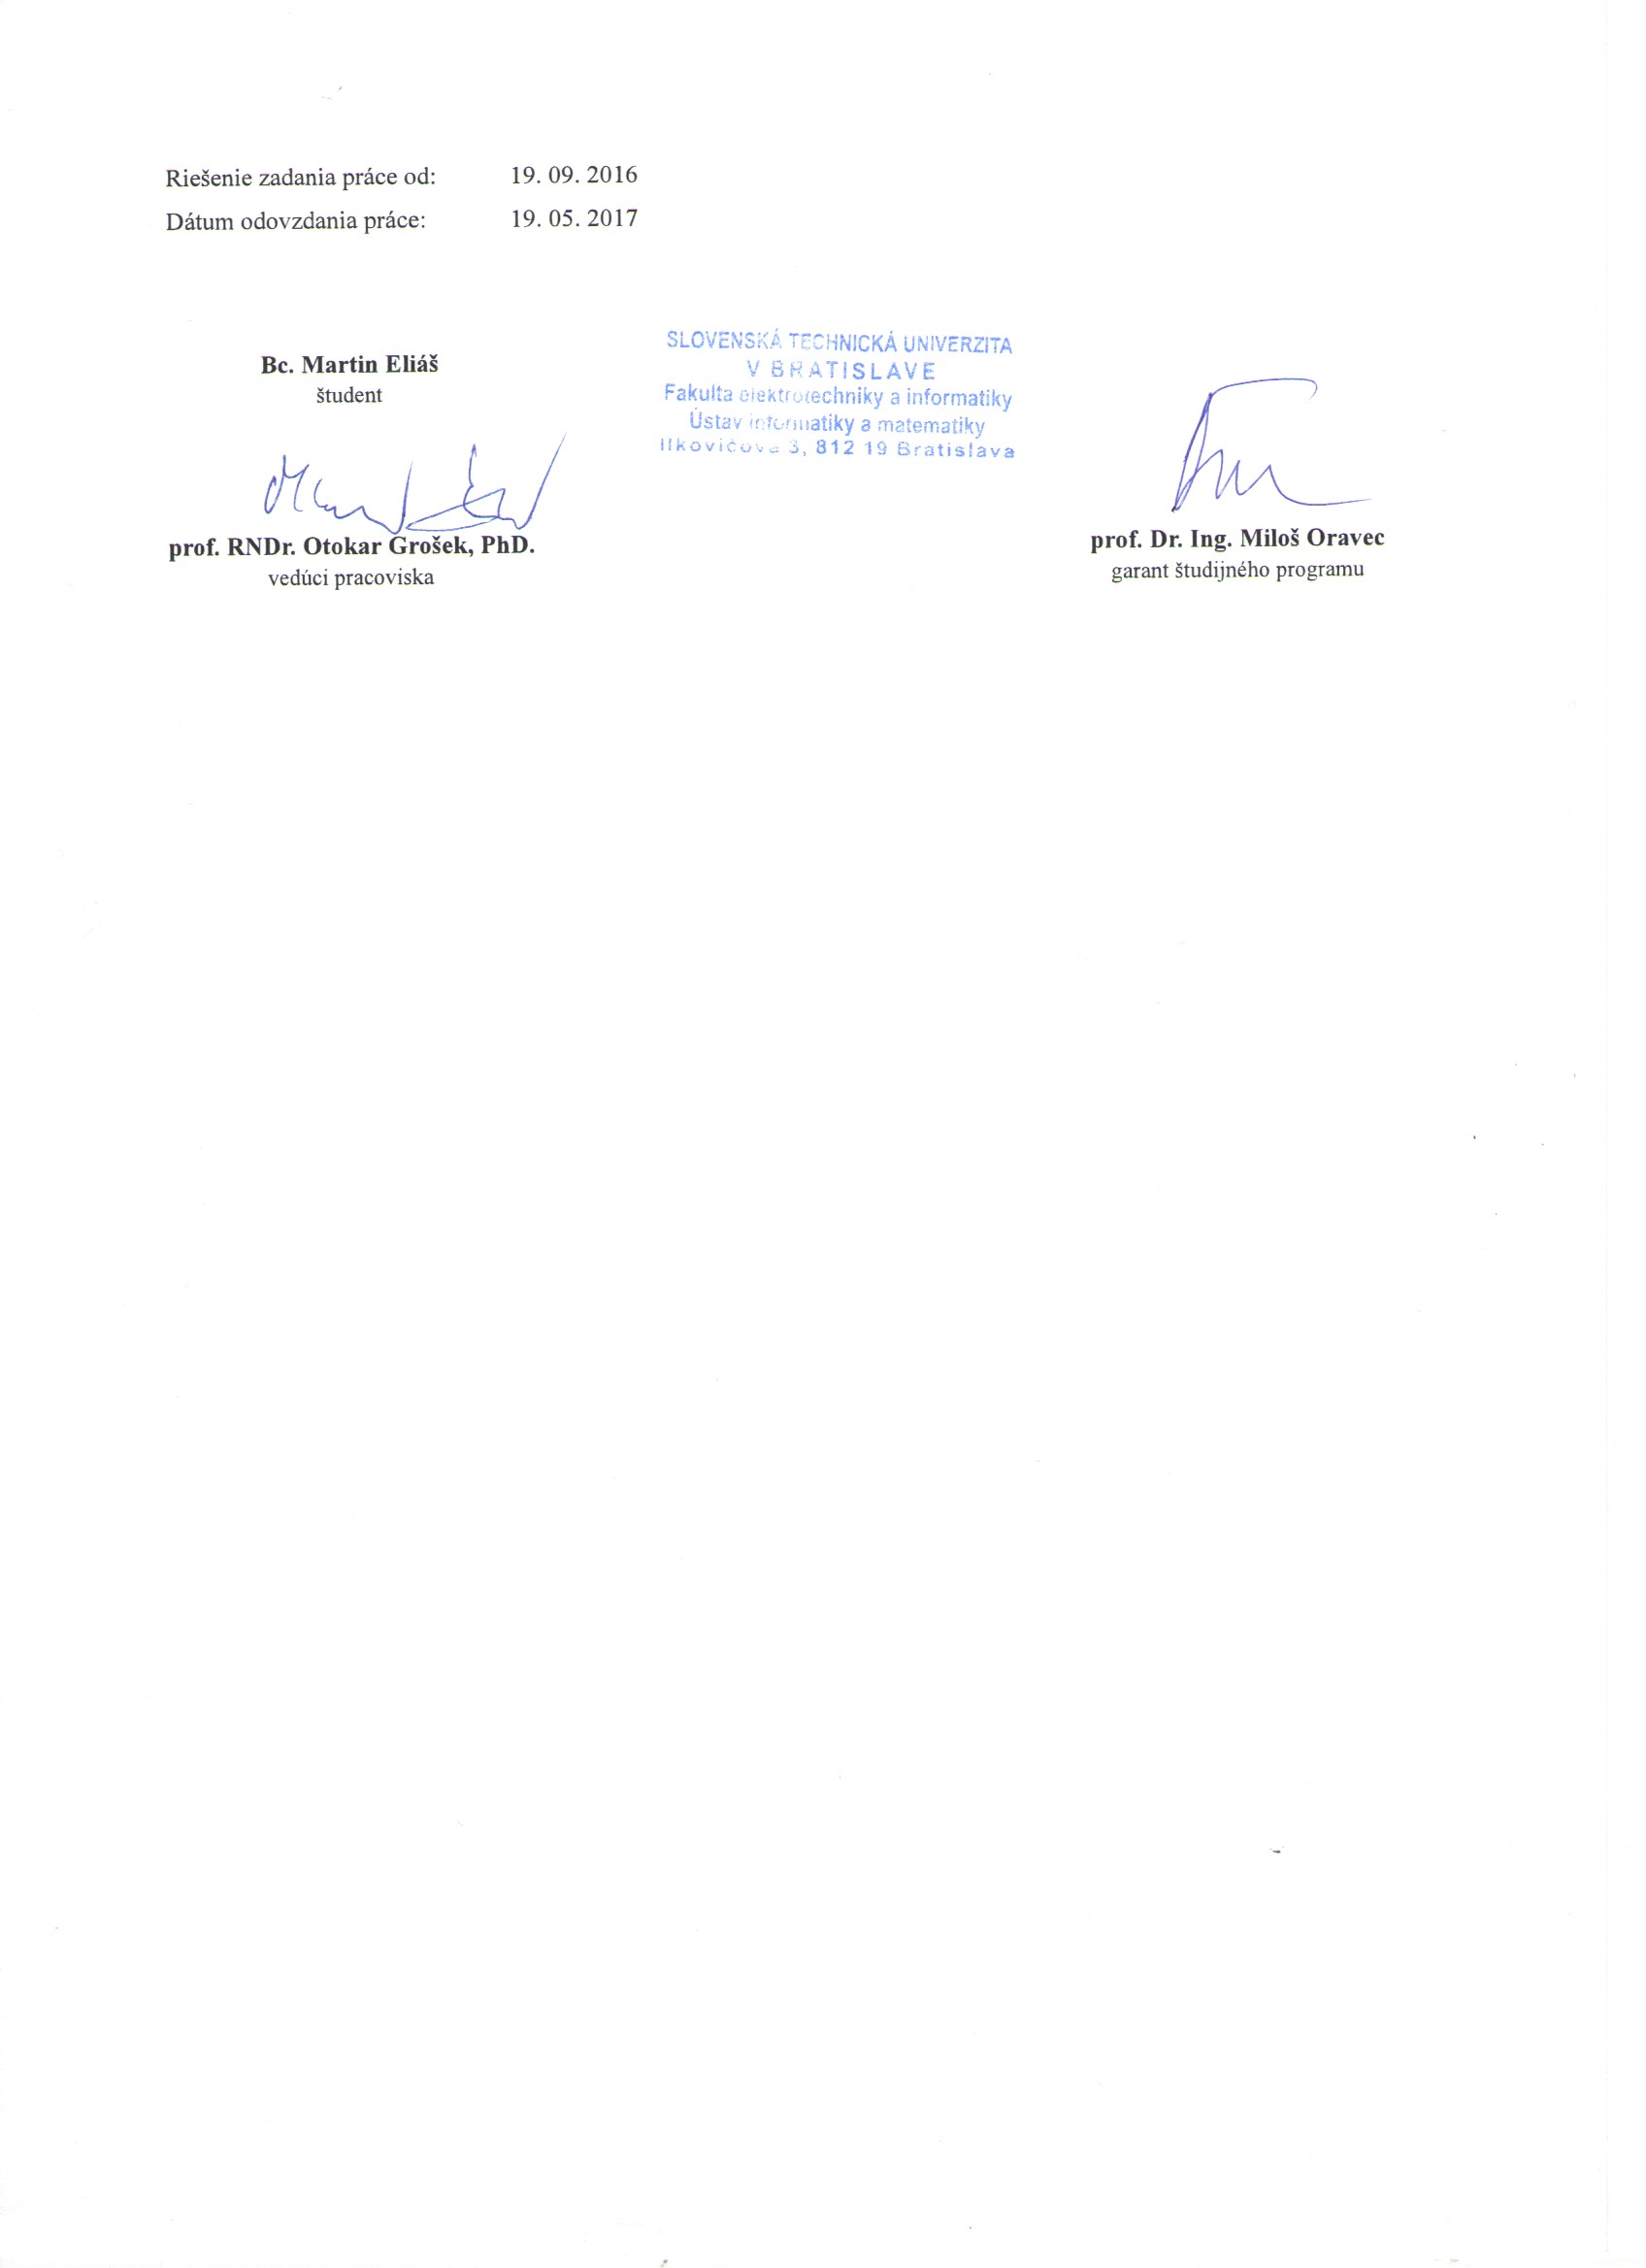 Riešenie zadania práce od: 19. 09. 2016
Dátum odovzdania práce: 19. 05. 2017
Bc. Martin Eliáš
študent
SLOVENSKÁ TECHNICKÁ UNIVERZITA
V BRATISLAVE
Fakulta elektrotechniky a informatiky
Ústav informatiky a matematiky
Ilkovičova 3, 812 19 Bratislava
prof. RNDr. Otokar Grošek, PhD.
vedúci pracoviska
prof. Dr. Ing. Miloš Oravec
garant študijného programu